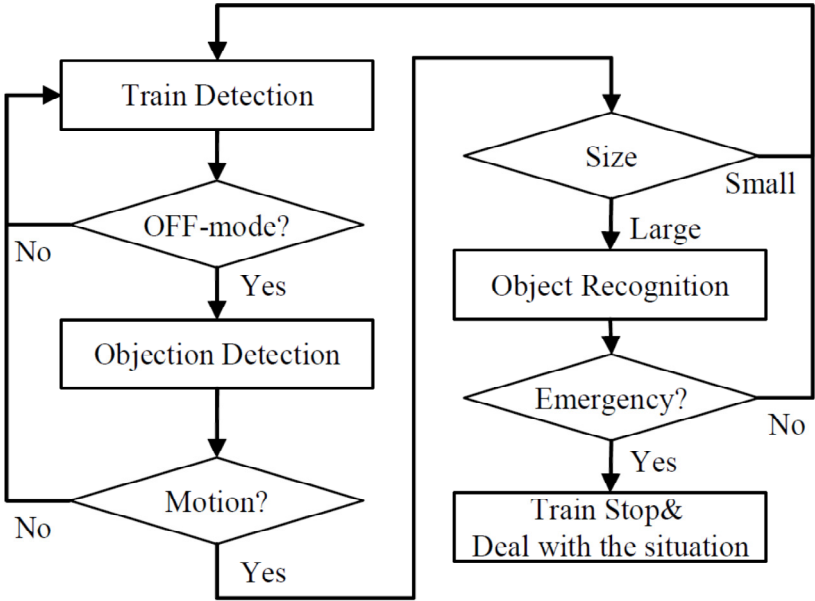 Train Detection
OFF-mode?
No
Yes
Objection Detection
Motion?
No
Yes
Size
Small
Large
Object Recognition
Emergency?
No
Yes
Train Stop&
Deal with the situation